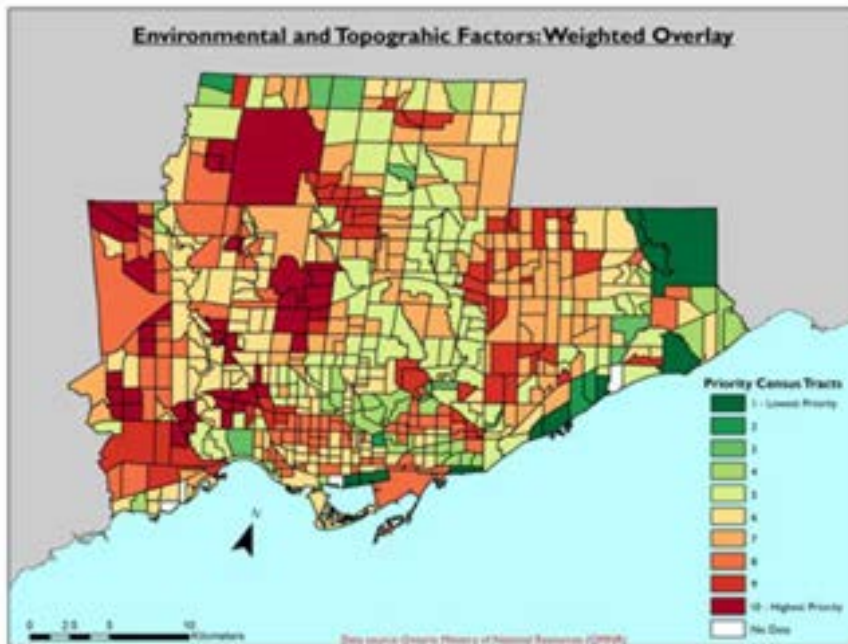 Environmental and Topograhic Factors: Weighted Overlay
Priority Census Tracts
1 - Lowest Priority
2
3
4
5
6
7
8
9
10 - Highest Priority
No Data
N
0 2.5 5 10
Kilometers
Data source: Ontario Ministry of National Resources (OMNR)